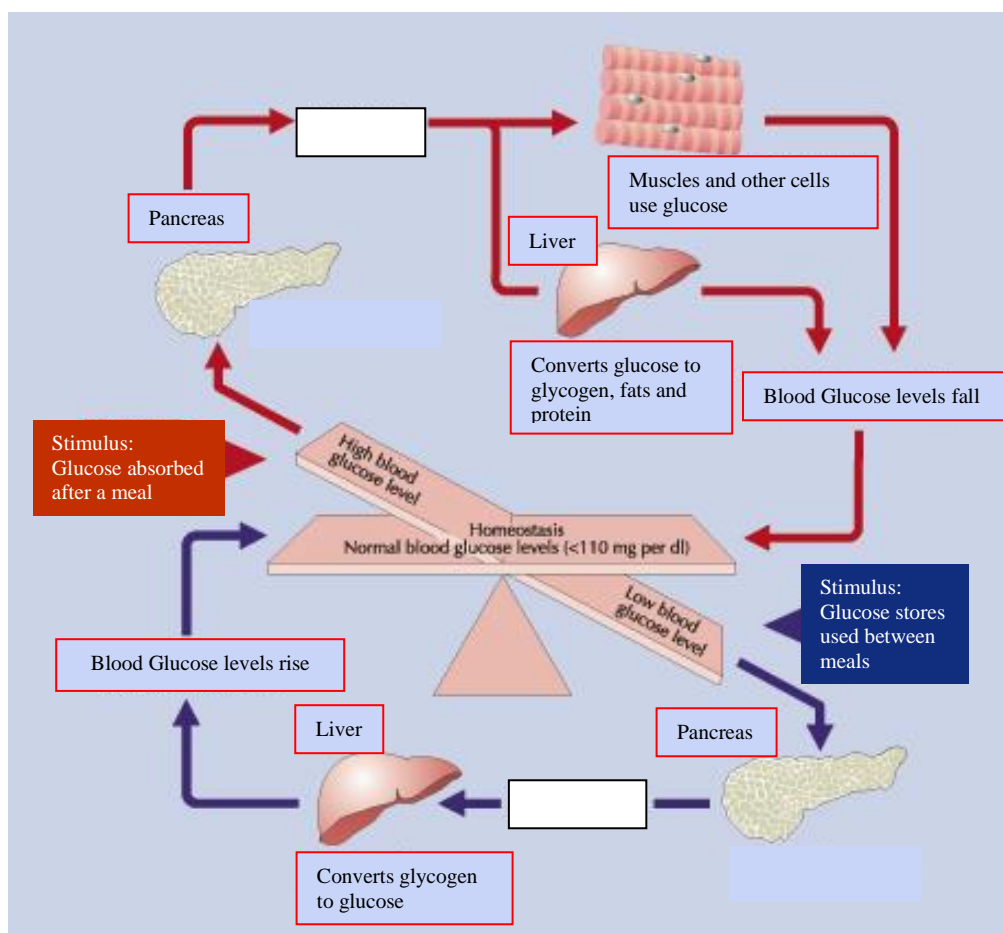 Pancreas
Muscles and other cells
use glucose
Liver
Converts glucose to
glycogen, fats and
protein
Blood Glucose levels fall
Stimulus:
Glucose absorbed
after a meal
High blood
glucose level
Homeostasis
Normal blood glucose levels (<110 mg per dl)
Low blood
glucose level
Stimulus:
Glucose stores
used between
meals
Blood Glucose levels rise
Liver
Pancreas
Converts glycogen
to glucose